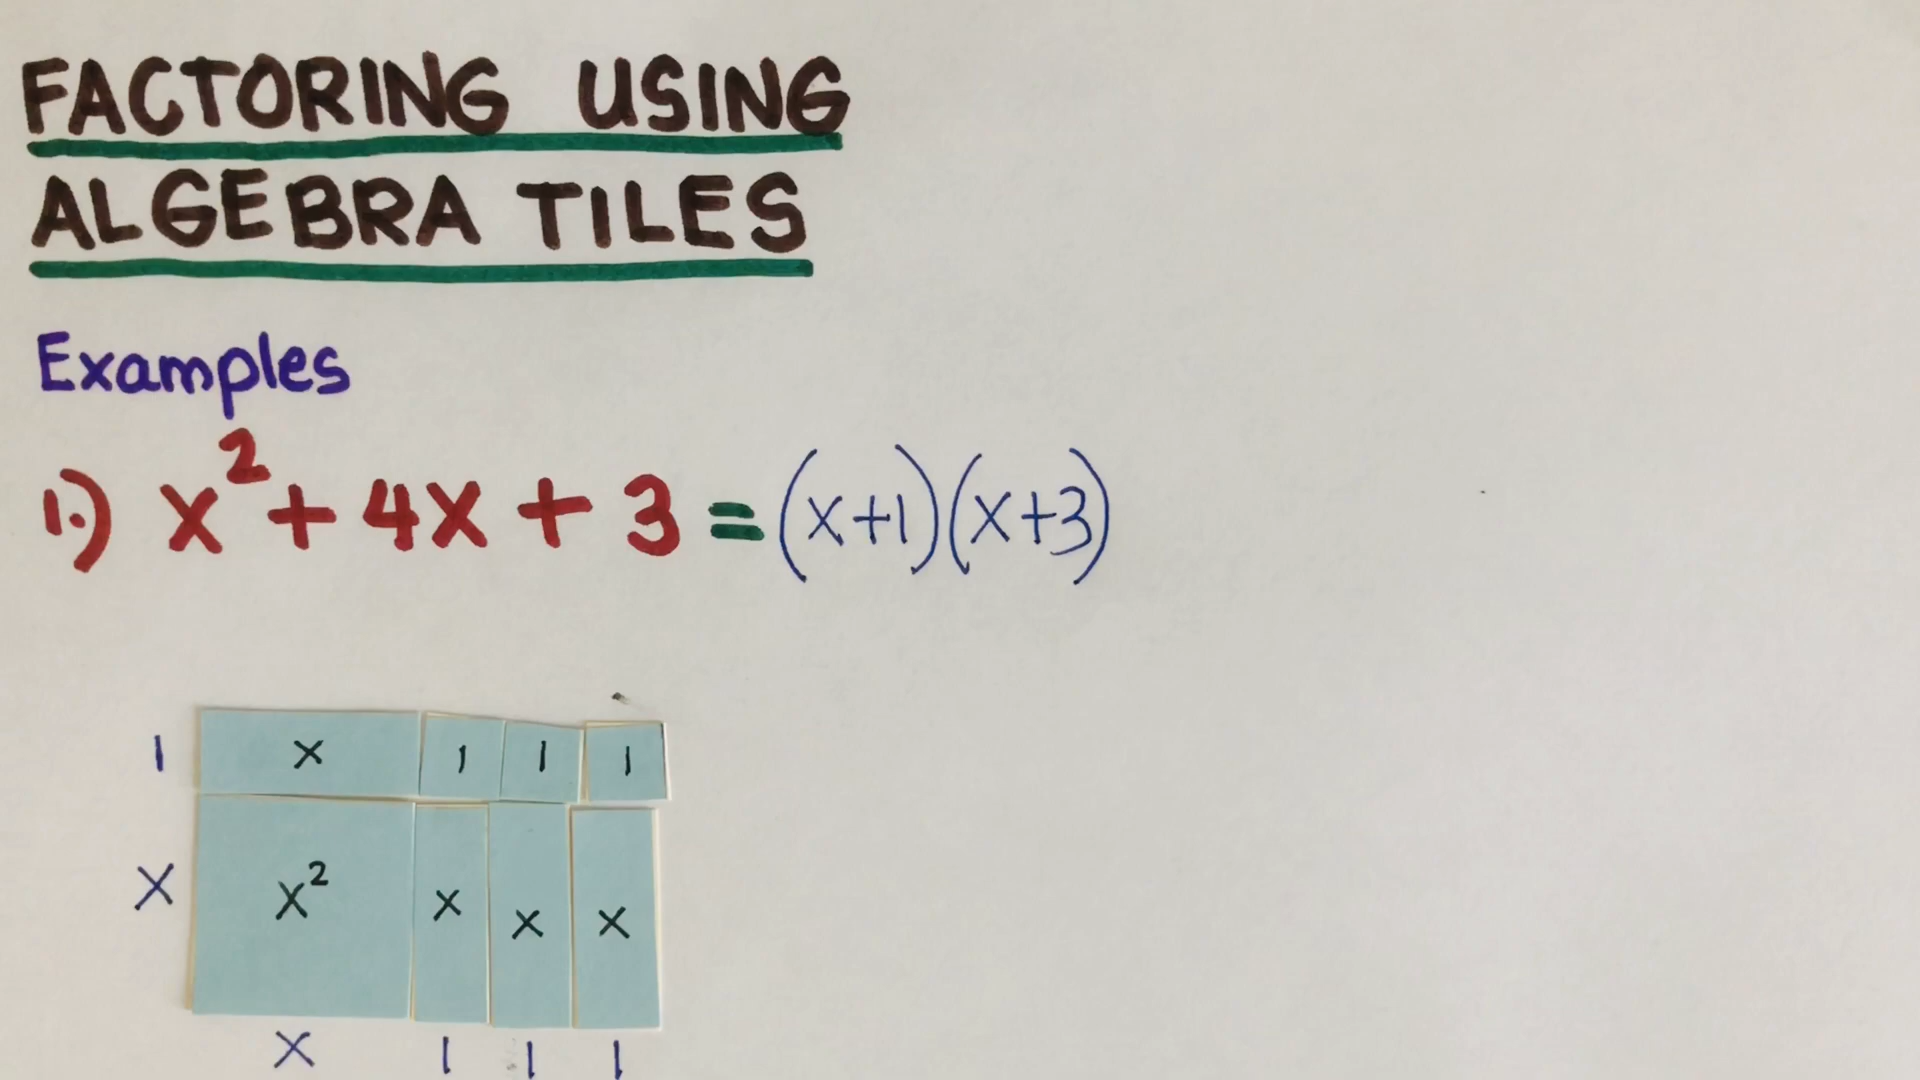 FACTORING USING
ALGEBRA TILES
Examples
1.) x² + 4x + 3 = (x+1)(x+3)
1 x 1 1 1
x x² x x x
x 1 1 1